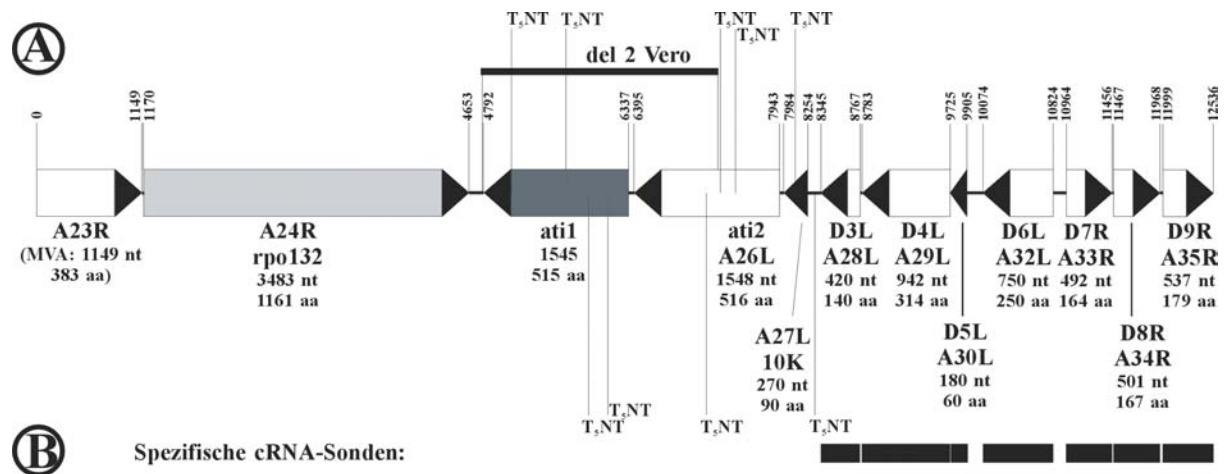 A
T₅NT
T₅NT
T₅NT
T₅NT
T₅NT
del 2 Vero
0
1149
1170
4653
4792
6337
6395
7943
7984
8254
8345
8767
8783
9725
9905
10074
10824
10964
11456
11467
11968
11999
12536
A23R
(MVA: 1149 nt
383 aa)
A24R
rpo132
3483 nt
1161 aa
ati1
1545
515 aa
ati2
A26L
1548 nt
516 aa
A27L
10K
270 nt
90 aa
D3L
A28L
420 nt
140 aa
D4L
A29L
942 nt
314 aa
D5L
A30L
180 nt
60 aa
D6L
A32L
750 nt
250 aa
D7R
A33R
492 nt
164 aa
D8R
A34R
501 nt
167 aa
D9R
A35R
537 nt
179 aa
T₅NT
T₅NT
T₅NT
T₅NT
B
Spezifische cRNA-Sonden: